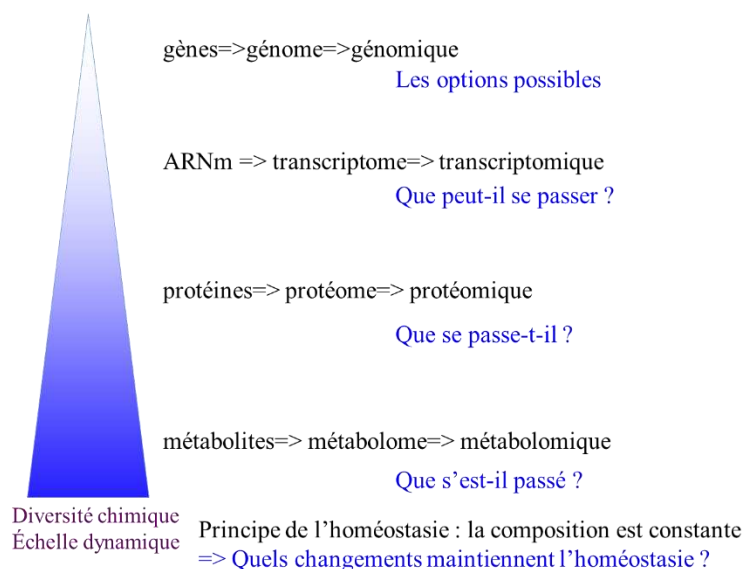 gènes=>génome=>génomique
Les options possibles
ARNm => transcriptome=> transcriptomique
Que peut-il se passer ?
protéines=> protéome=> protéomique
Que se passe-t-il ?
métabolites=> métabolome=> métabolomique
Que s’est-il passé ?
Diversité chimique
Échelle dynamique
Principe de l’homéostasie : la composition est constante
=> Quels changements maintiennent l’homéostasie ?